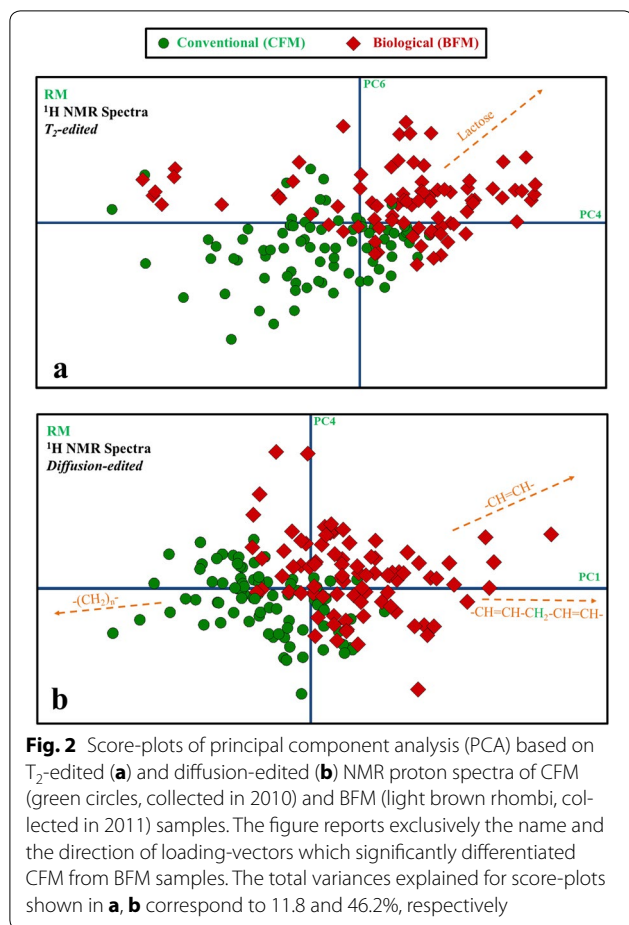 Conventional (CFM) Biological (BFM)
RM
¹H NMR Spectra
T₂-edited
PC6
Lactose
PC4
a
RM
¹H NMR Spectra
Diffusion-edited
PC4
-CH=CH-
PC1
-(CH₂)ₙ-
-CH=CH-CH₂-CH=CH-
b
Fig. 2 Score-plots of principal component analysis (PCA) based on
T₂-edited (a) and diffusion-edited (b) NMR proton spectra of CFM
(green circles, collected in 2010) and BFM (light brown rhombi, col-
lected in 2011) samples. The figure reports exclusively the name and
the direction of loading-vectors which significantly differentiated
CFM from BFM samples. The total variances explained for score-plots
shown in a, b correspond to 11.8 and 46.2%, respectively